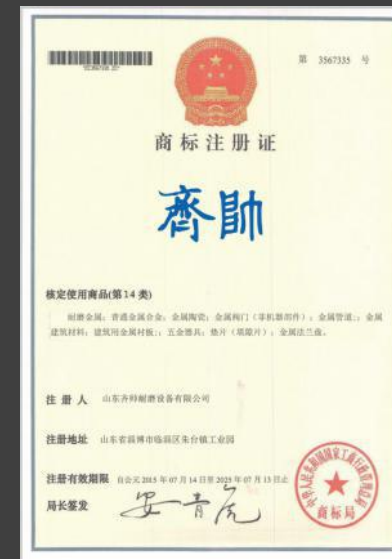 第 3567335 号
商标注册证
齊帥
核定使用商品(第14类)
耐磨金属；普通金属合金；金属陶瓷；金属阀门（非机器部件）；金属管道；；金属
建筑材料；建筑用金属衬板；；五金器具；垫片（填隙片）；金属法兰盘。
注册人 山东齐帅耐磨设备有限公司
注册地址 山东省淄博市临淄区朱台镇工业园
注册有效期限 自公元2015年07月14日至2025年07月13日止
局长签发
商标局